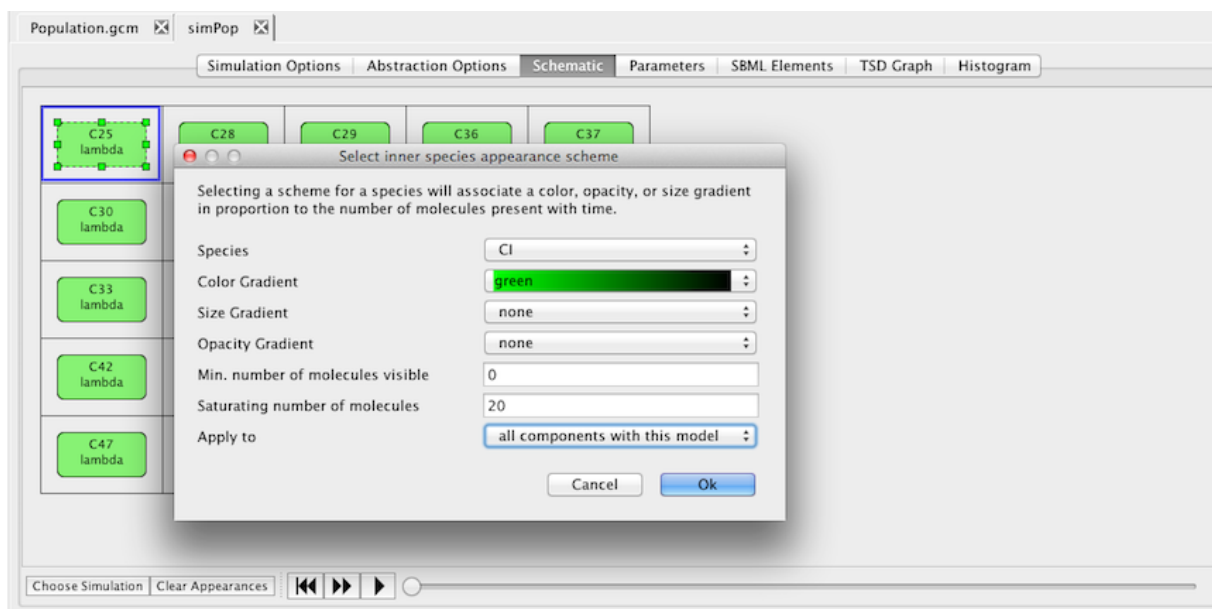 Population.gcm simPop
Simulation Options Abstraction Options Schematic Parameters SBML Elements TSD Graph Histogram
C25
lambda
C28
C29
C36
C37
Select inner species appearance scheme
Selecting a scheme for a species will associate a color, opacity, or size gradient
in proportion to the number of molecules present with time.
C30
lambda
Species CI
Color Gradient green
C33
lambda
Size Gradient none
Opacity Gradient none
C42
lambda
Min. number of molecules visible 0
Saturating number of molecules 20
Apply to all components with this model
C47
lambda
Cancel Ok
Choose Simulation Clear Appearances